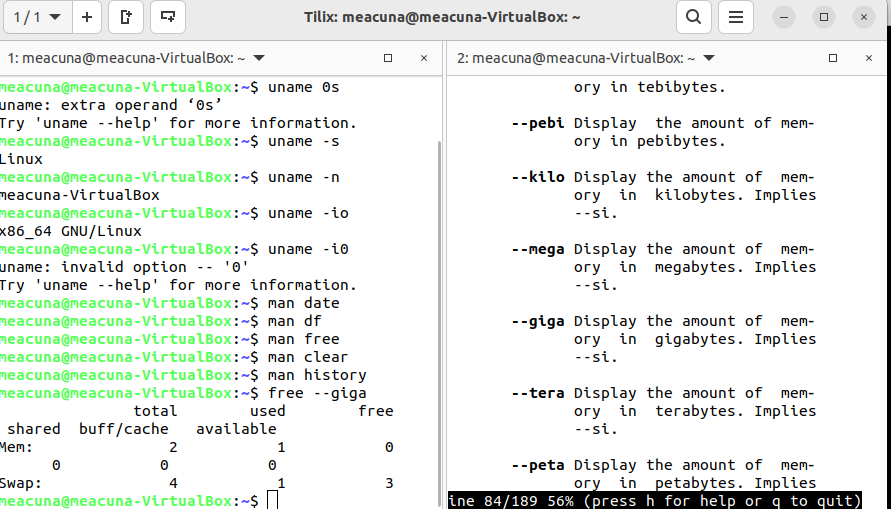 1 / 1
Tilix: meacuna@meacuna-VirtualBox: ~
1: meacuna@meacuna-VirtualBox: ~
meacuna@meacuna-VirtualBox:~$ uname 0s
uname: extra operand ‘0s’
Try 'uname --help' for more information.
meacuna@meacuna-VirtualBox:~$ uname -s
Linux
meacuna@meacuna-VirtualBox:~$ uname -n
meacuna-VirtualBox
meacuna@meacuna-VirtualBox:~$ uname -io
x86_64 GNU/Linux
meacuna@meacuna-VirtualBox:~$ uname -i0
uname: invalid option -- '0'
Try 'uname --help' for more information.
meacuna@meacuna-VirtualBox:~$ man date
meacuna@meacuna-VirtualBox:~$ man df
meacuna@meacuna-VirtualBox:~$ man free
meacuna@meacuna-VirtualBox:~$ man clear
meacuna@meacuna-VirtualBox:~$ man history
meacuna@meacuna-VirtualBox:~$ free --giga
total used free
shared buff/cache available
Mem: 2 1 0
0 0 0
Swap: 4 1 3
meacuna@meacuna-VirtualBox:~$
2: meacuna@meacuna-VirtualBox: ~
ory in tebibytes.
--pebi Display the amount of mem-
ory in pebibytes.
--kilo Display the amount of mem-
ory in kilobytes. Implies
--si.
--mega Display the amount of mem-
ory in megabytes. Implies
--si.
--giga Display the amount of mem-
ory in gigabytes. Implies
--si.
--tera Display the amount of mem-
ory in terabytes. Implies
--si.
--peta Display the amount of mem-
ory in petabytes. Implies
ine 84/189 56% (press h for help or q to quit)